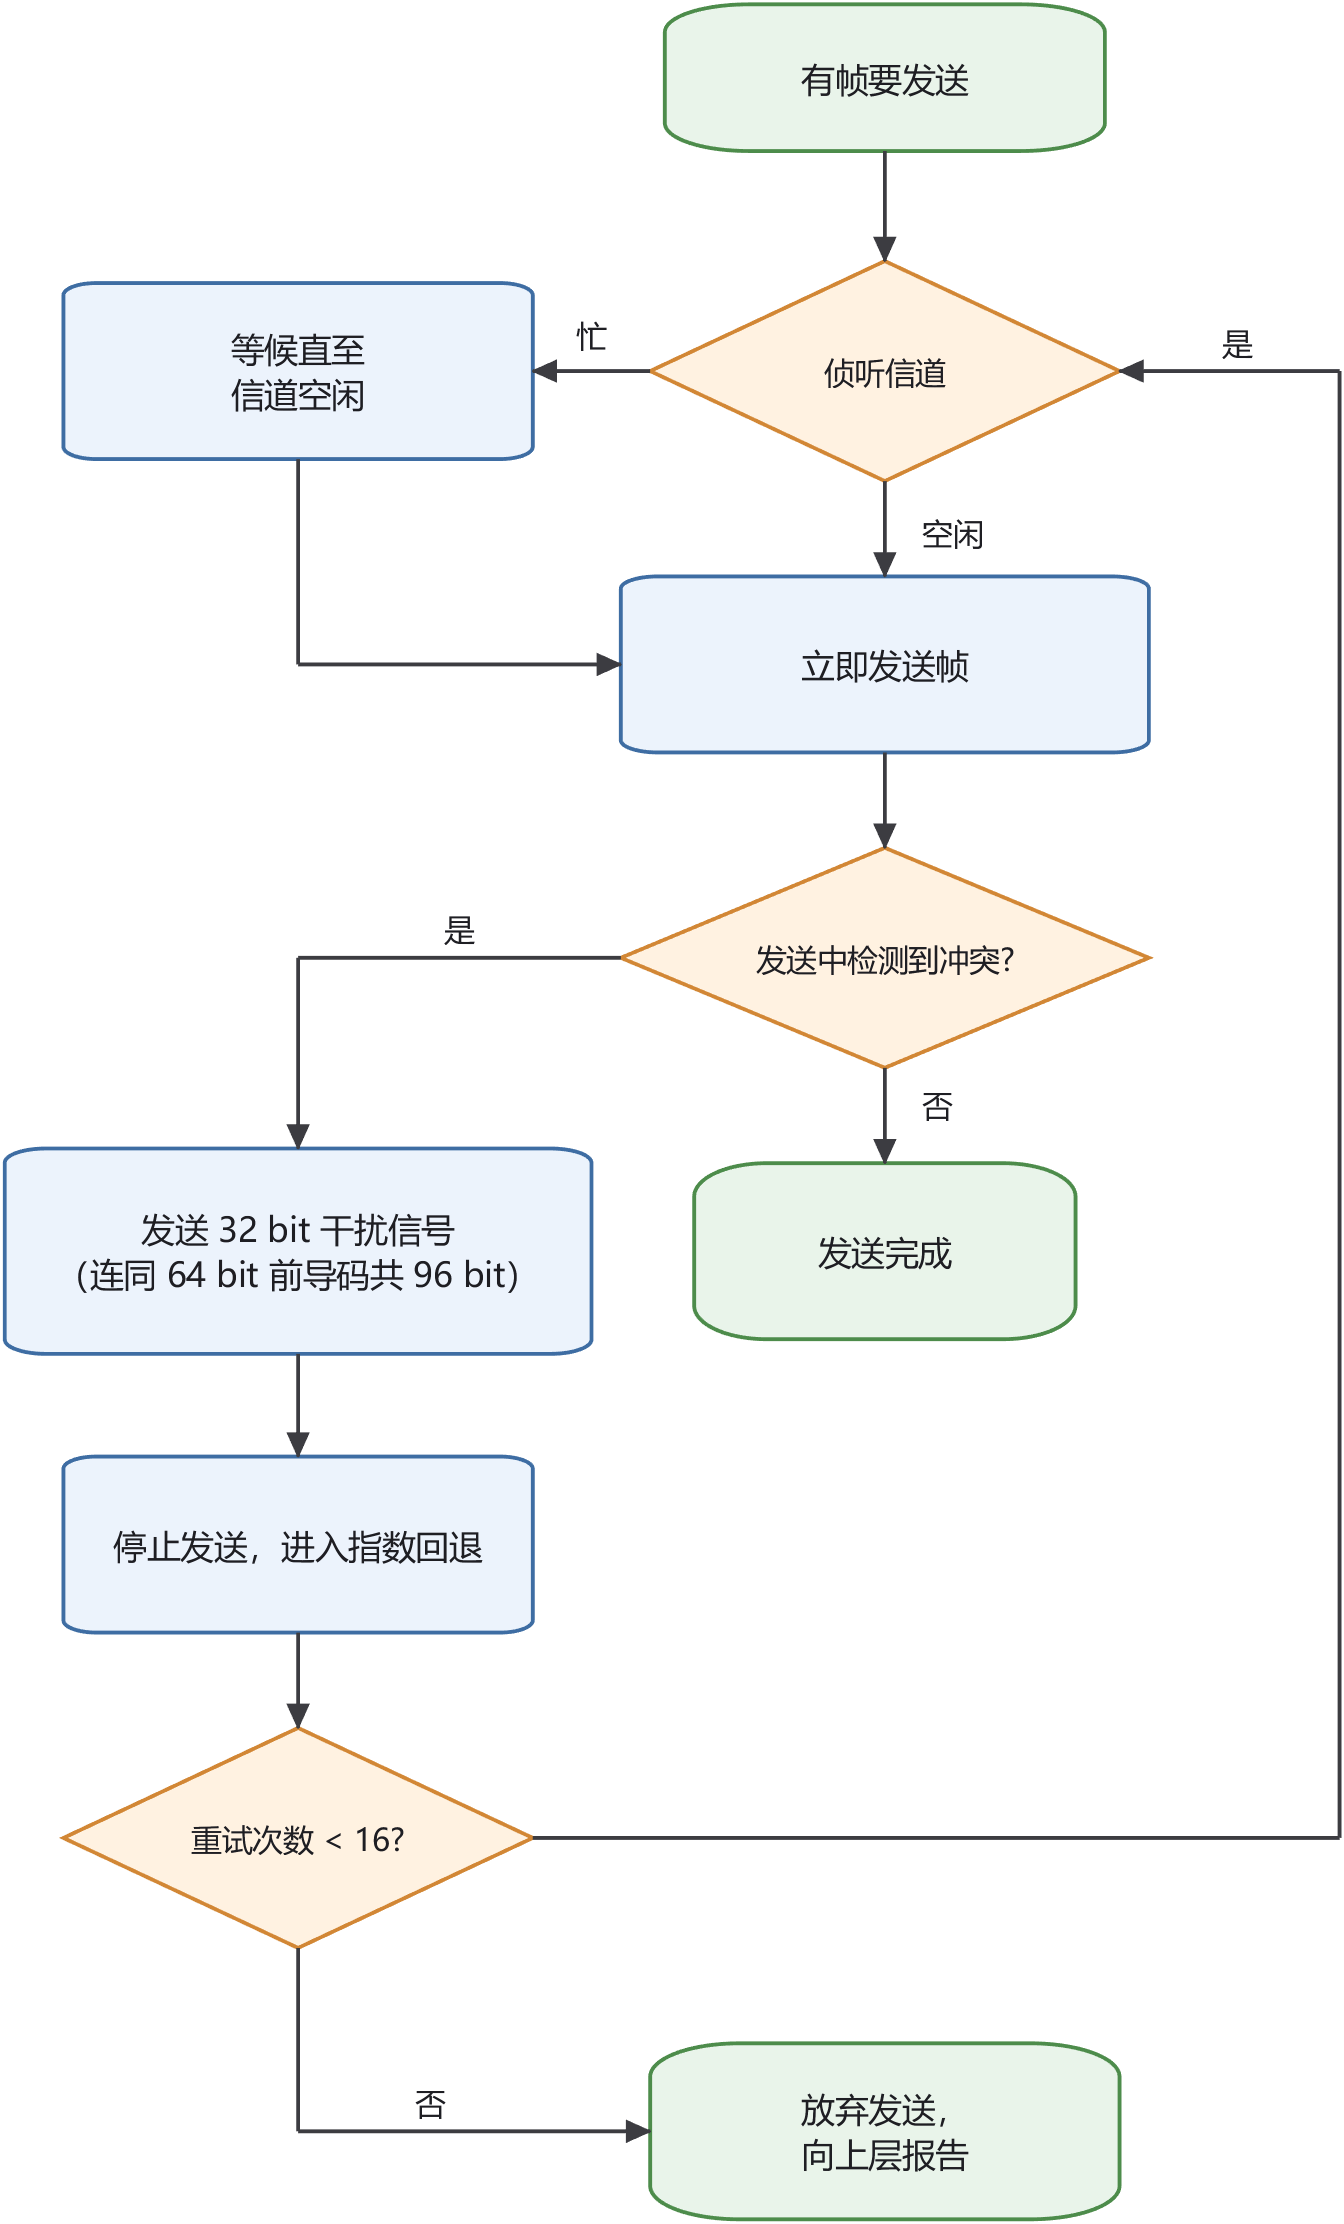 有帧要发送
忙
侦听信道
是
等候直至
信道空闲
空闲
立即发送帧
是
发送中检测到冲突?
否
发送 32 bit 干扰信号
（连同 64 bit 前导码共 96 bit）
发送完成
停止发送，进入指数回退
重试次数 < 16?
否
放弃发送，
向上层报告